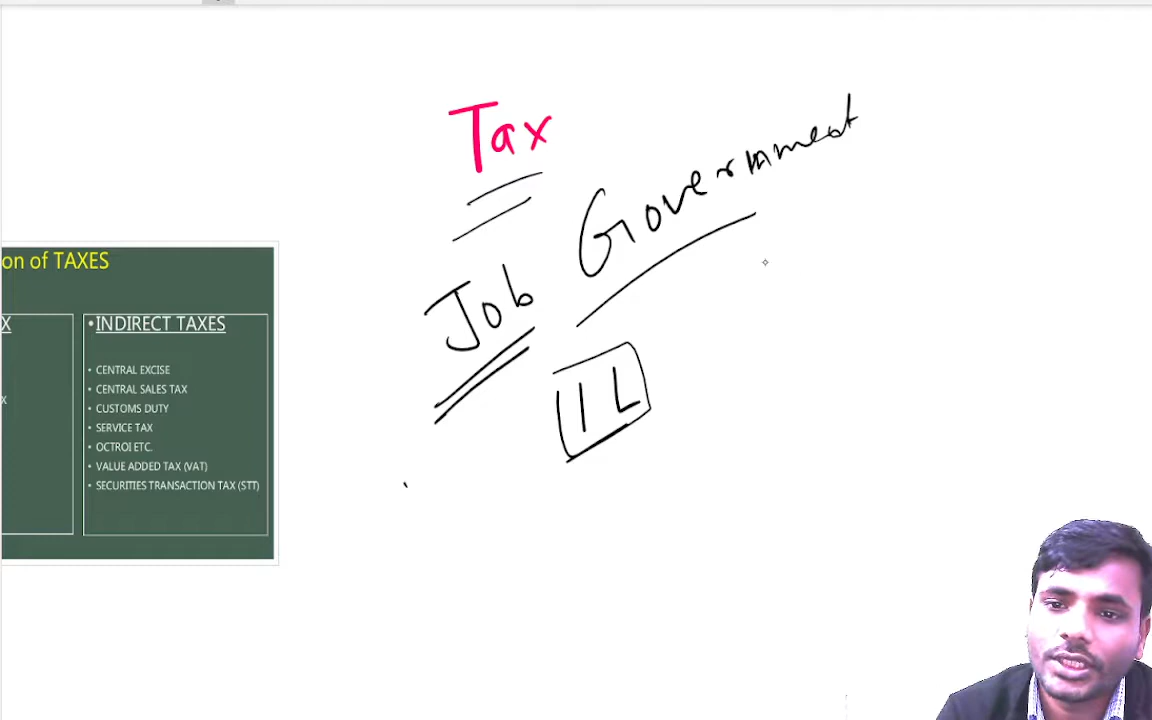 Tax
Government
Job
1 L
on of TAXES
X
X
•INDIRECT TAXES
• CENTRAL EXCISE
• CENTRAL SALES TAX
• CUSTOMS DUTY
• SERVICE TAX
• OCTROI ETC.
• VALUE ADDED TAX (VAT)
• SECURITIES TRANSACTION TAX (STT)